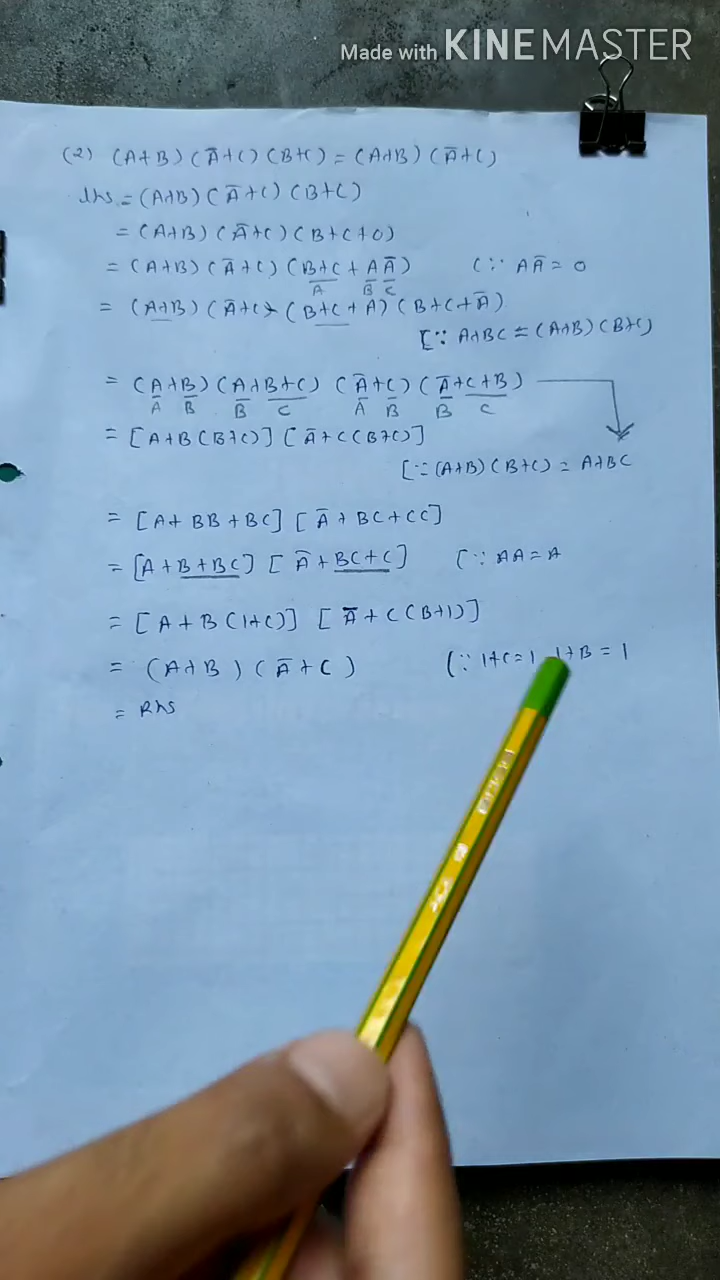 Made with KINEMASTER
(2) (A+B) (Ā+C) (B+C) = (A+B) (Ā+C)
Lhs = (A+B) (Ā+C) (B+C)
= (A+B) (Ā+C) (B+C+0)
= (A+B) (Ā+C) (B+C + AĀ) (∵ AĀ = 0
A B C
= (A+B) (Ā+C) (B+C+A) (B+C+Ā)
[∵ A+BC = (A+B) (B+C)
= (A+B) (A+B+C) (Ā+C) (Ā+C+B)
A B B C A B B C
= [A+B(B+C)] [Ā+C(B+C)]
[∵ (A+B) (B+C) = A+BC
= [A+BB+BC] [Ā+BC+CC]
= [A+B+BC] [Ā+BC+C] (∵ AA=A
= [A+B(1+C)] [Ā+C(B+1)]
= (A+B) (Ā+C) (∵ 1+C=1, 1+B=1
= Rhs